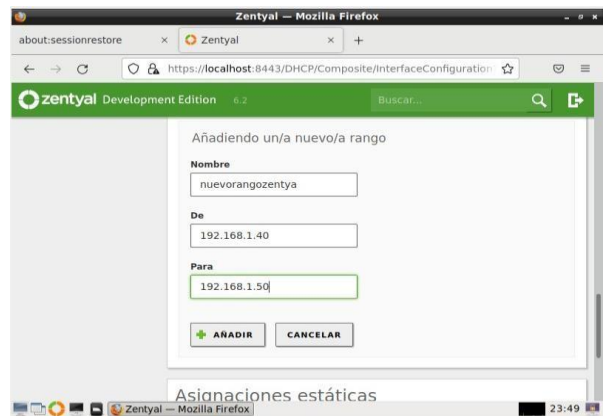 Zentyal — Mozilla Firefox
about:sessionrestore × Zentyal × +
https://localhost:8443/DHCP/Composite/InterfaceConfiguration
zentyal Development Edition 6.2 Buscar...
Añadiendo un/a nuevo/a rango
Nombre
nuevorangozentya
De
192.168.1.40
Para
192.168.1.50
AÑADIR CANCELAR
Asignaciones estáticas
Zentyal — Mozilla Firefox 23:49